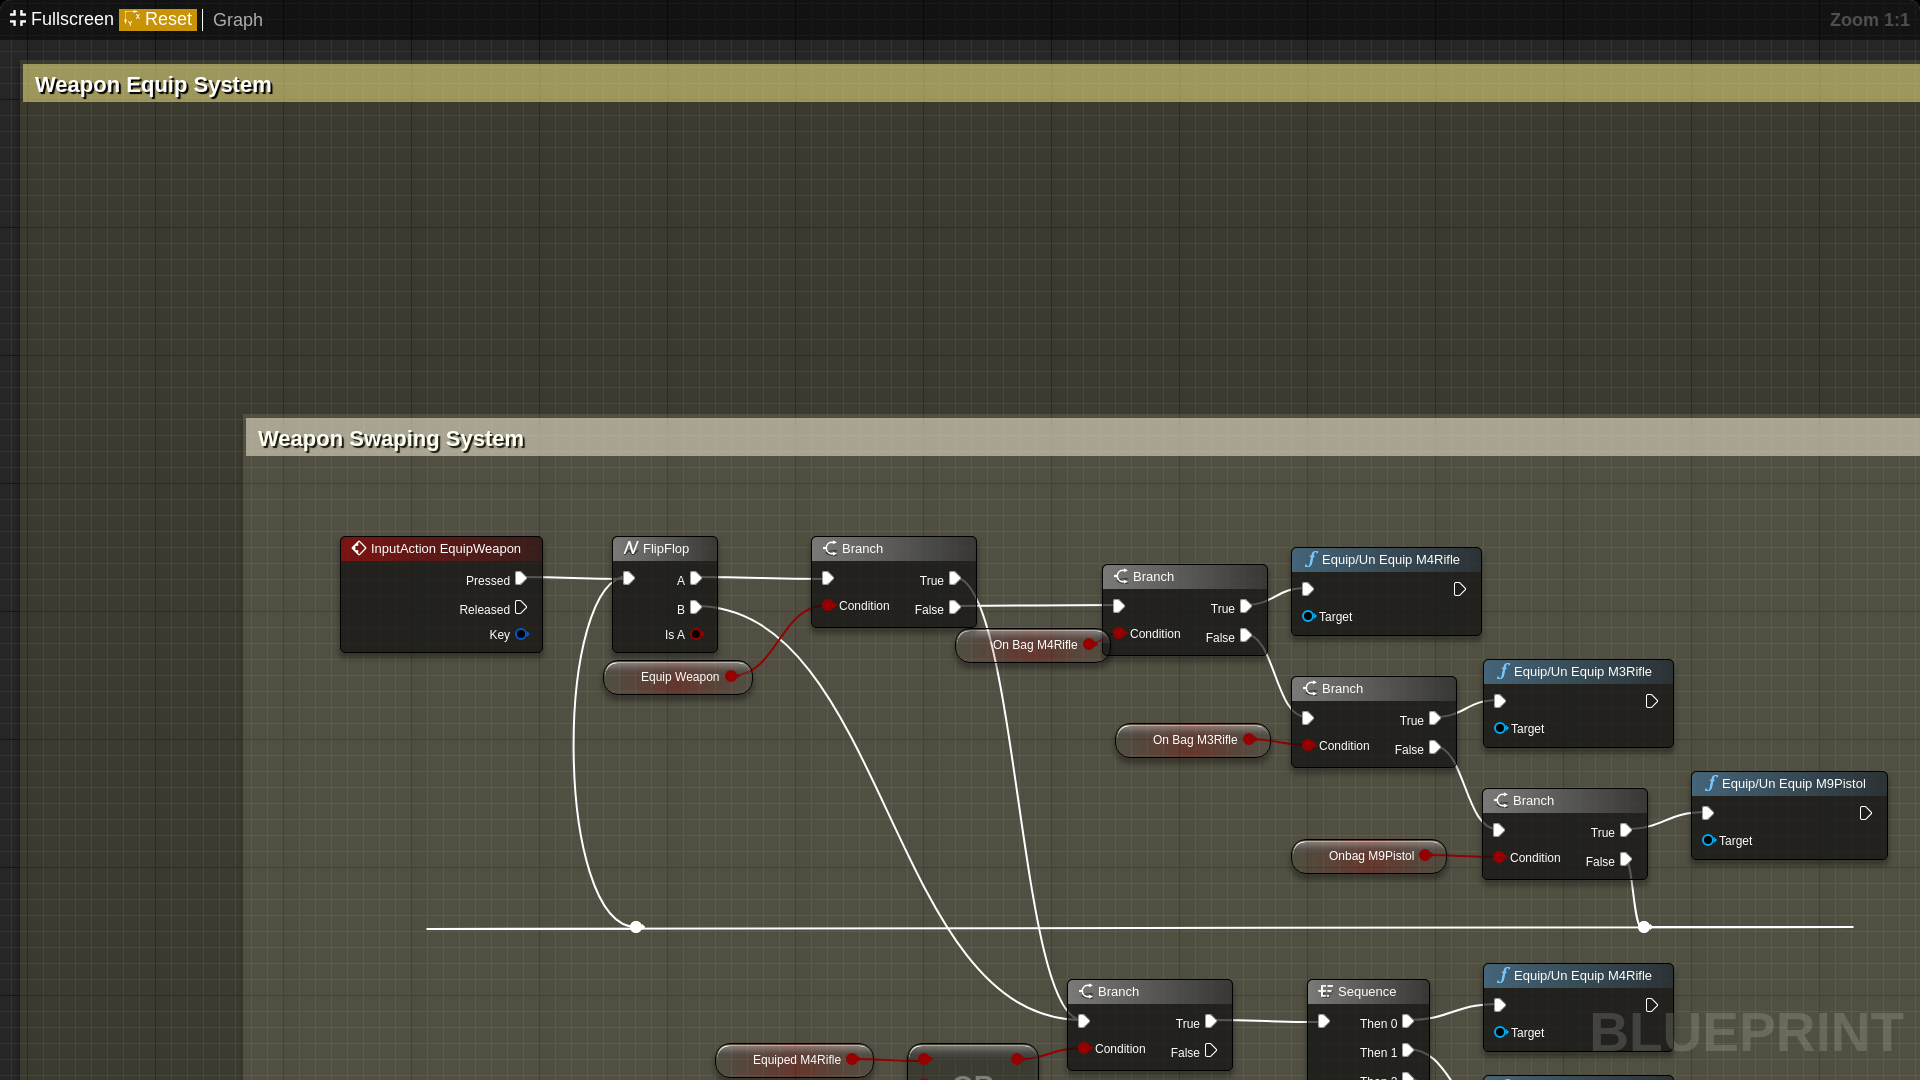 Fullscreen Reset Graph Zoom 1:1
Weapon Equip System
Weapon Swaping System
InputAction EquipWeapon
Pressed
Released
Key
FlipFlop
A
B
Is A
Equip Weapon
Branch
True
Condition False
On Bag M4Rifle
Branch
True
Condition False
Equip/Un Equip M4Rifle
Target
On Bag M3Rifle
Branch
True
Condition False
Equip/Un Equip M3Rifle
Target
Onbag M9Pistol
Branch
True
Condition False
Equip/Un Equip M9Pistol
Target
Equiped M4Rifle
Branch
True
Condition False
Sequence
Then 0
Then 1
Equip/Un Equip M4Rifle
Target
BLUEPRINT